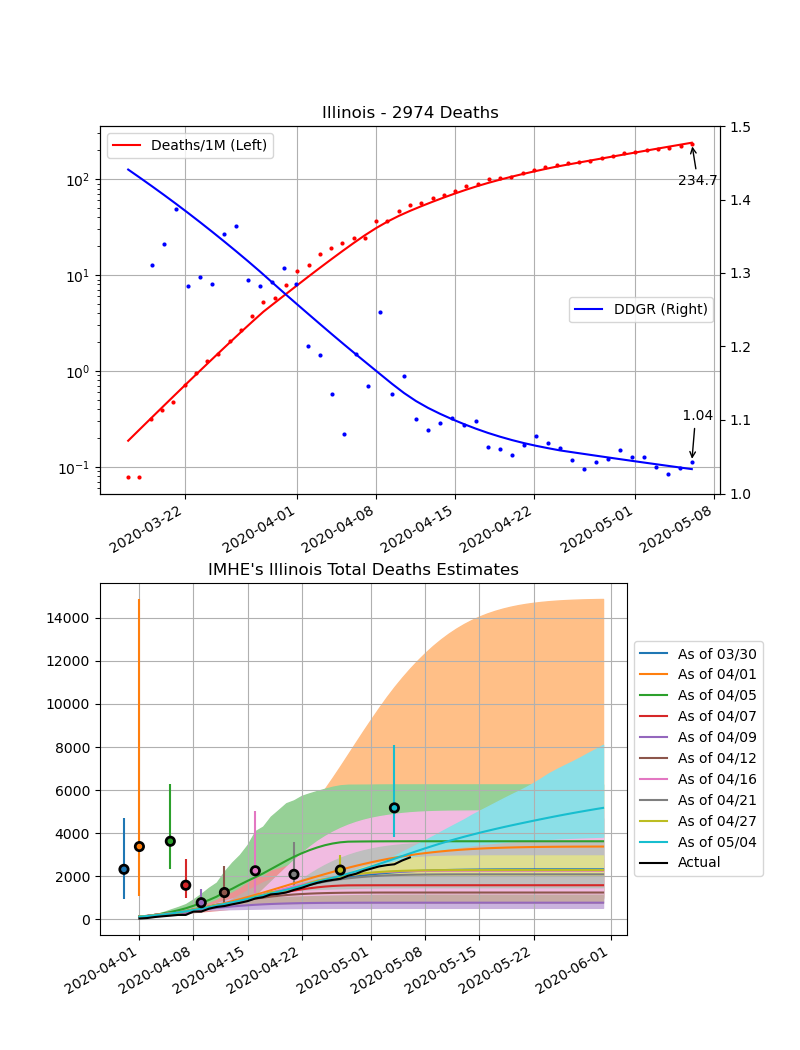 Illinois - 2974 Deaths
Deaths/1M (Left)
DDGR (Right)
234.7
1.04
10²
10¹
10⁰
10⁻¹
1.5
1.4
1.3
1.2
1.1
1.0
2020-03-22
2020-04-01
2020-04-08
2020-04-15
2020-04-22
2020-05-01
2020-05-08
IMHE's Illinois Total Deaths Estimates
14000
12000
10000
8000
6000
4000
2000
0
2020-04-01
2020-04-08
2020-04-15
2020-04-22
2020-05-01
2020-05-08
2020-05-15
2020-05-22
2020-06-01
As of 03/30
As of 04/01
As of 04/05
As of 04/07
As of 04/09
As of 04/12
As of 04/16
As of 04/21
As of 04/27
As of 05/04
Actual